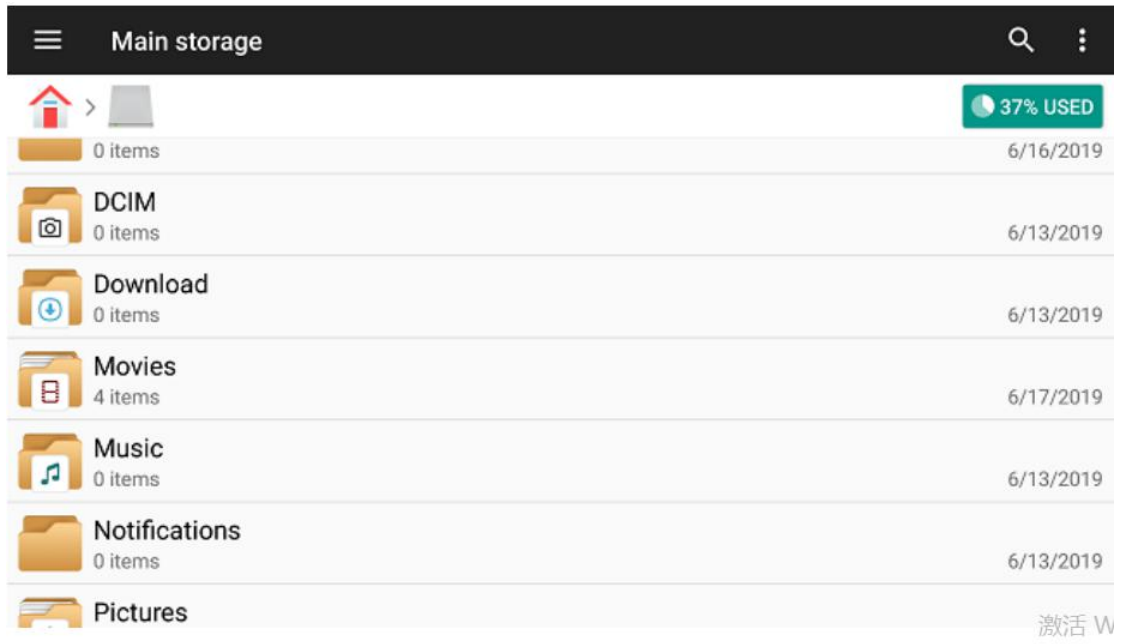 Main storage
37% USED
0 items 6/16/2019
DCIM
0 items 6/13/2019
Download
0 items 6/13/2019
Movies
4 items 6/17/2019
Music
0 items 6/13/2019
Notifications
0 items 6/13/2019
Pictures
激活 W